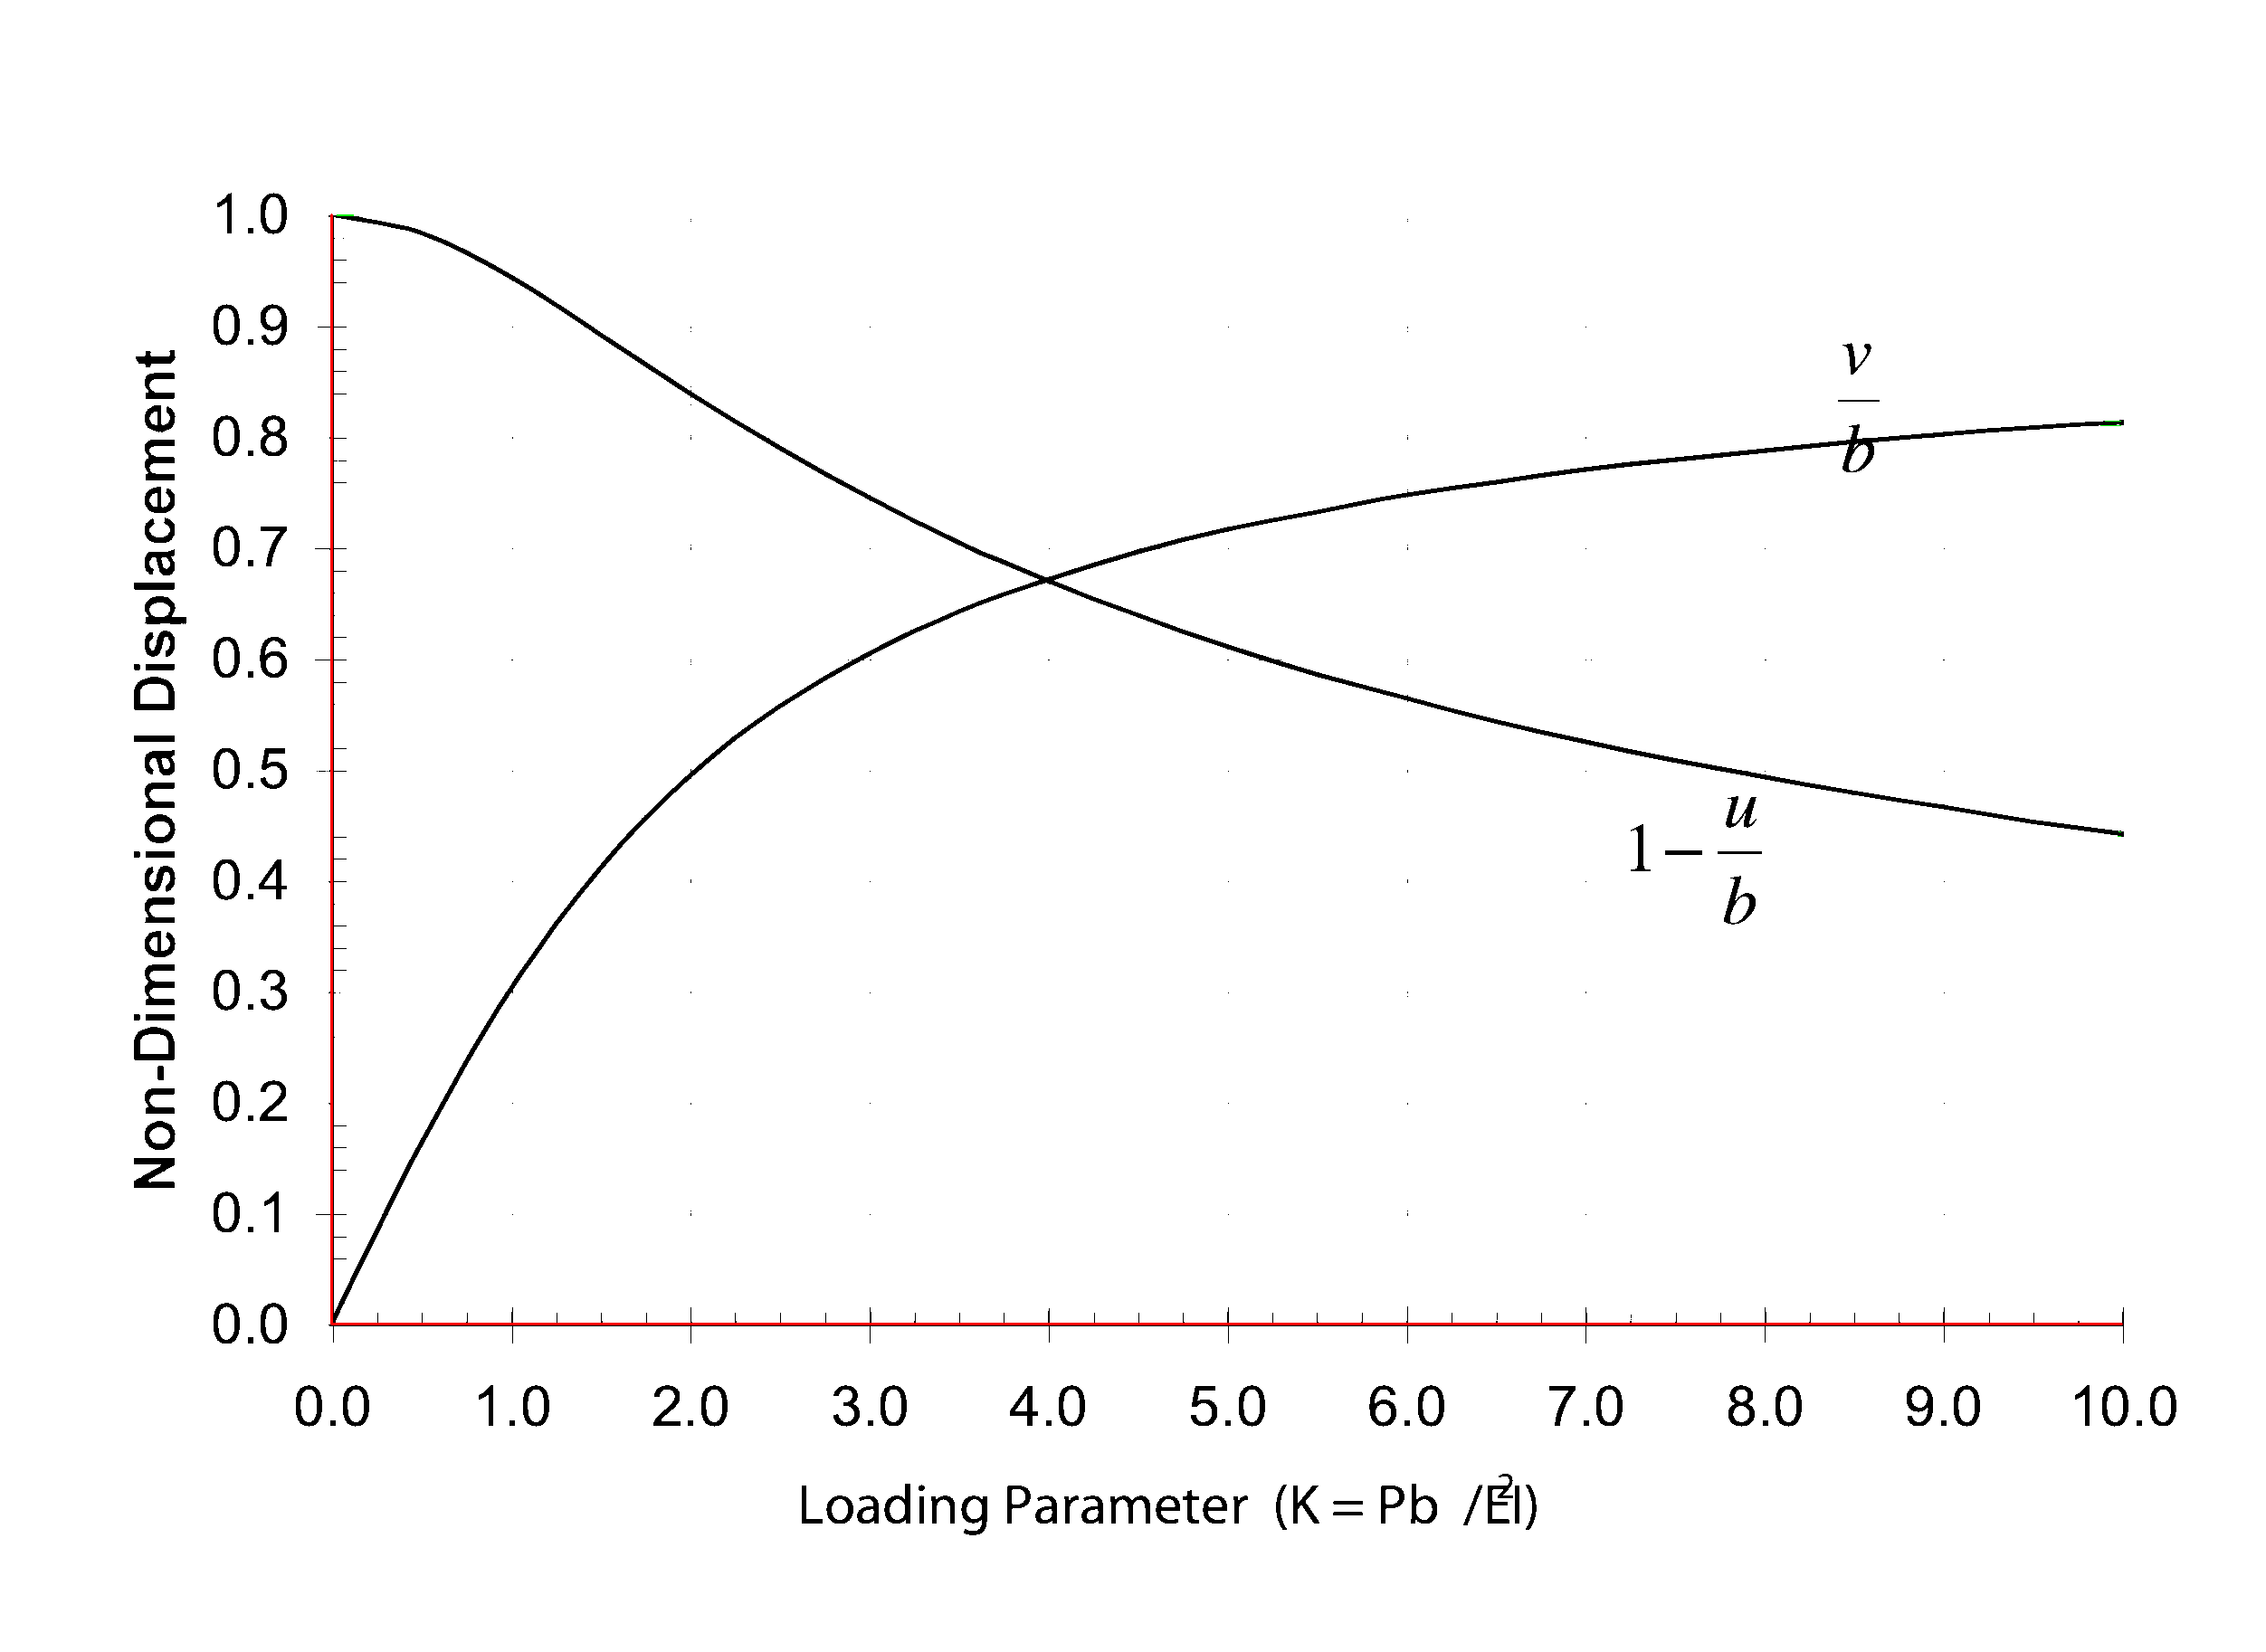 Non-Dimensional Displacement
1.0
0.9
0.8
0.7
0.6
0.5
0.4
0.3
0.2
0.1
0.0
v
b
1 − u
b
0.0 1.0 2.0 3.0 4.0 5.0 6.0 7.0 8.0 9.0 10.0
Loading Parameter (K = Pb /EI)
2